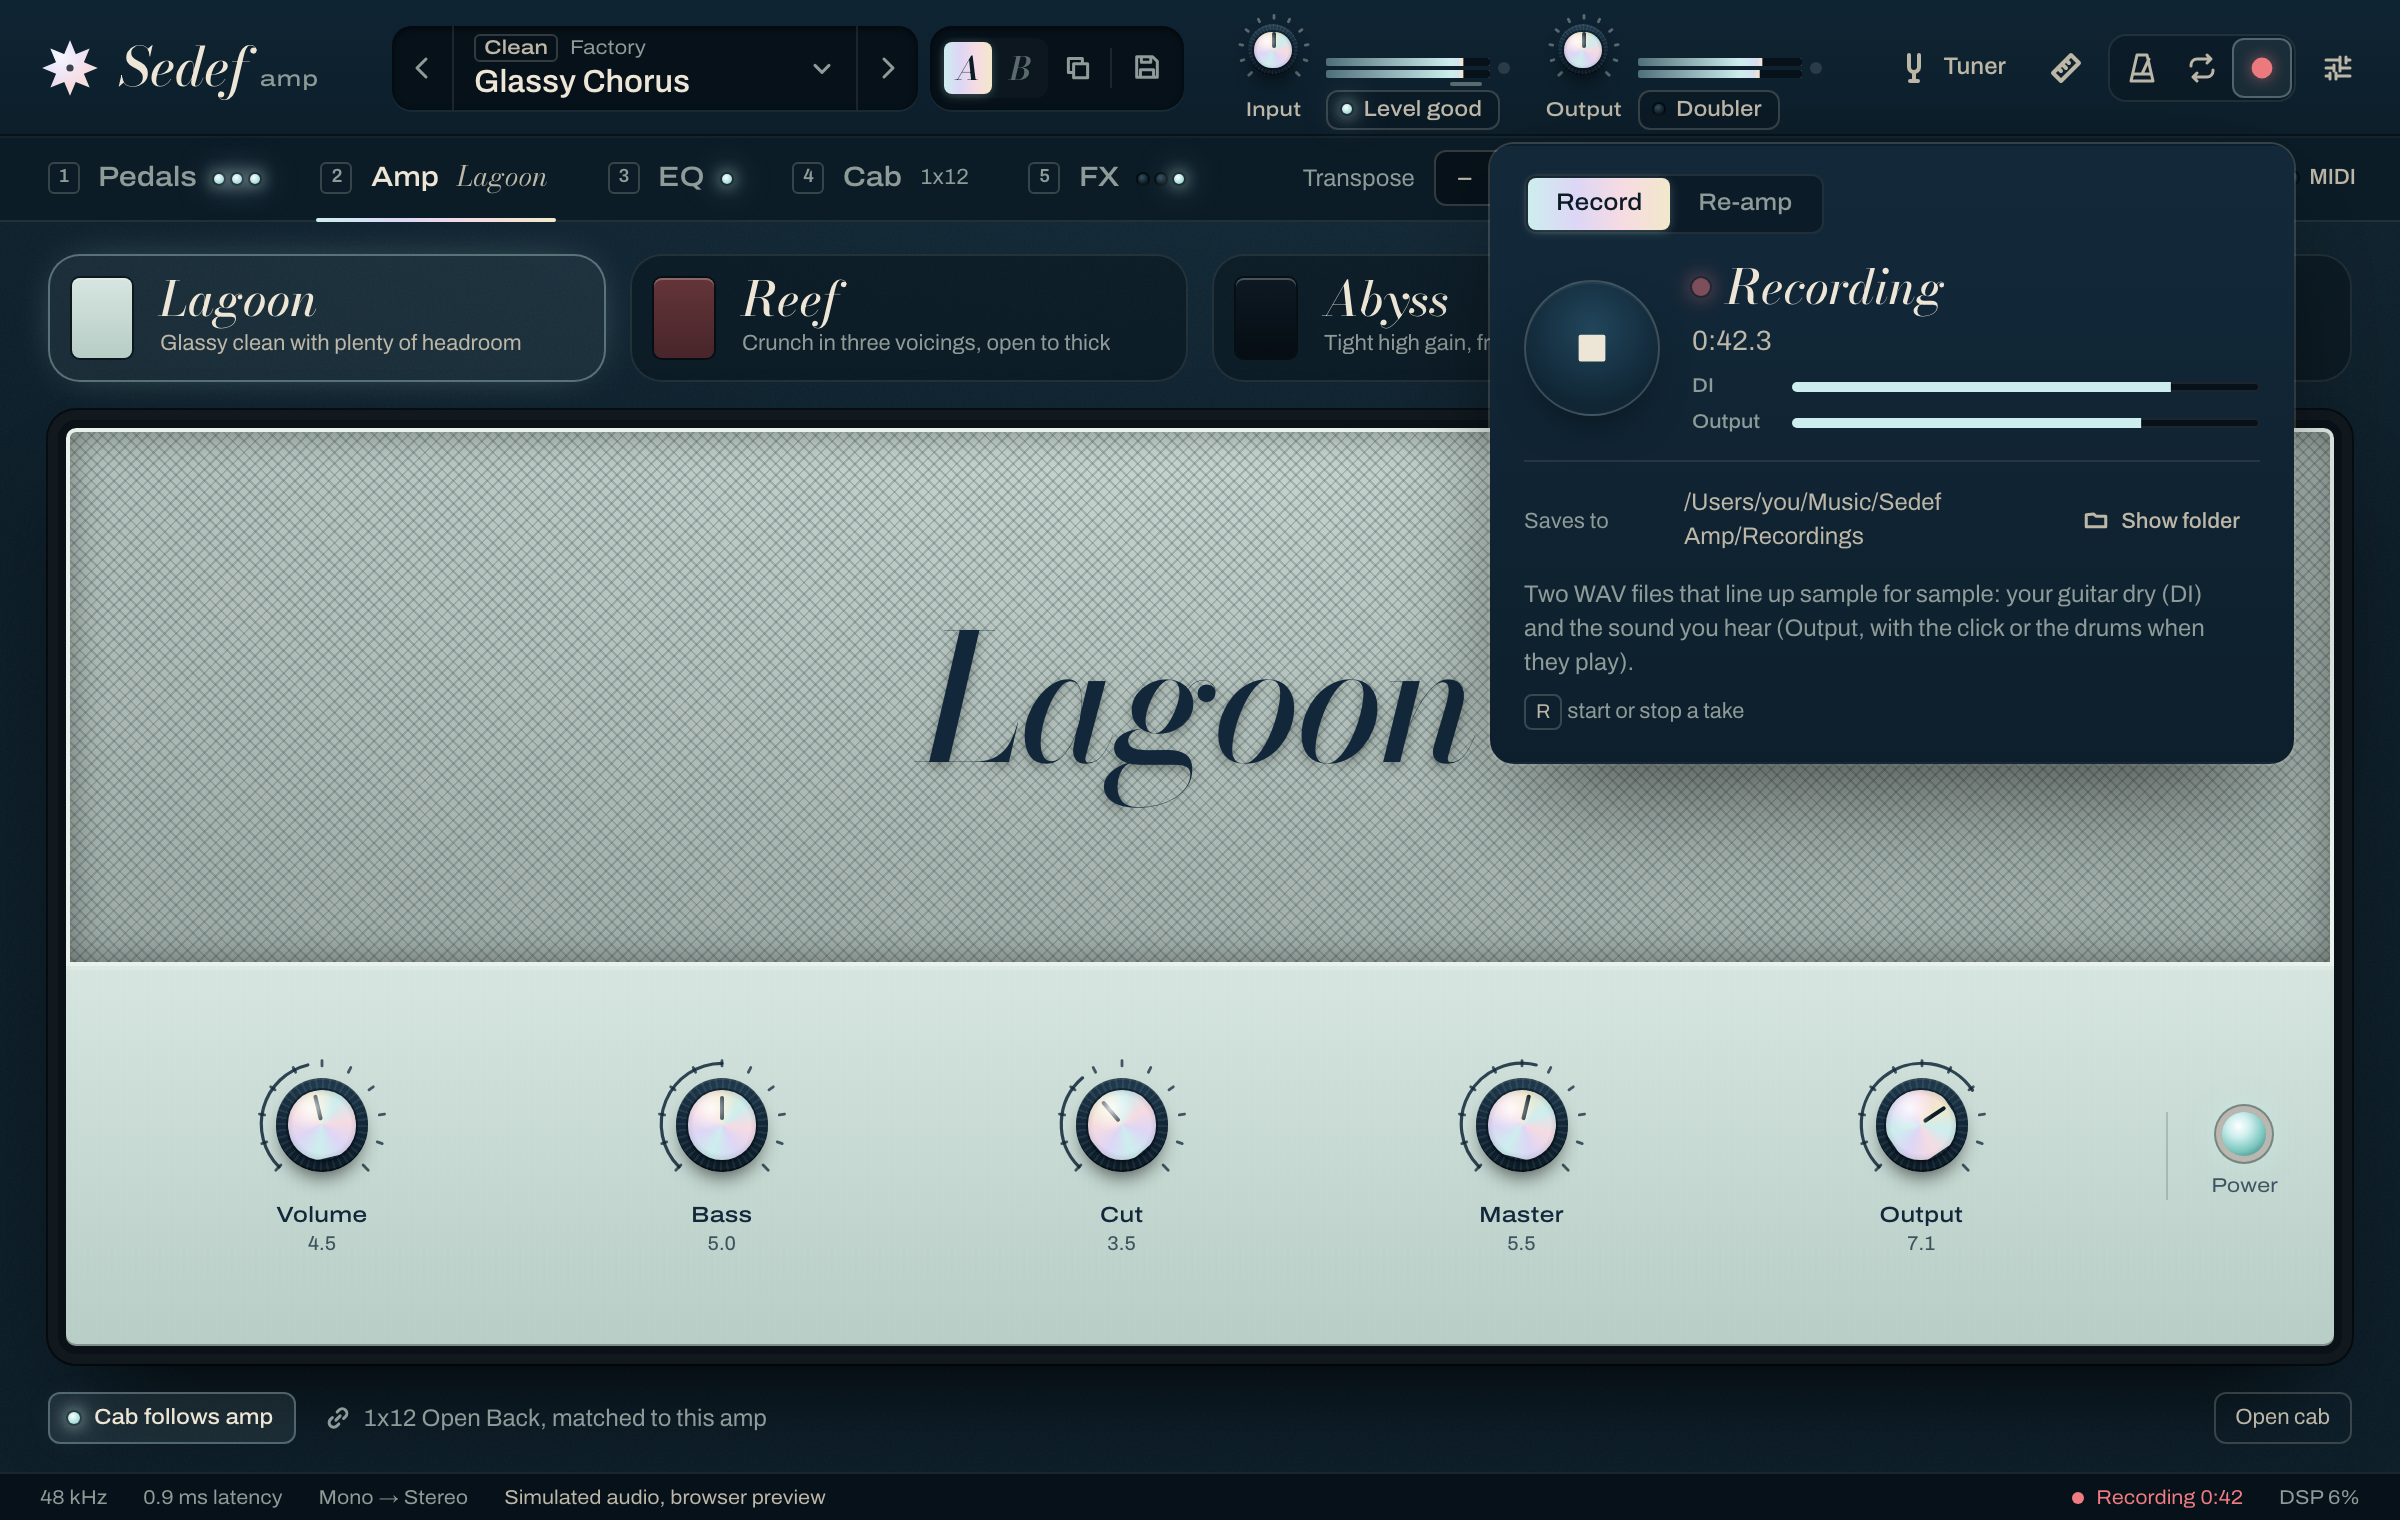 Sedef amp
Clean Factory
Glassy Chorus
A B
Input
Level good
Output
Doubler
Tuner
1 Pedals
2 Amp Lagoon
3 EQ
4 Cab 1x12
5 FX
Transpose −
MIDI
Lagoon
Glassy clean with plenty of headroom
Reef
Crunch in three voicings, open to thick
Abyss
Tight high gain, fr
Record Re-amp
Recording
0:42.3
DI
Output
Saves to
/Users/you/Music/Sedef
Amp/Recordings
Show folder
Two WAV files that line up sample for sample: your guitar dry (DI)
and the sound you hear (Output, with the click or the drums when
they play).
R start or stop a take
Lagoon
Volume
4.5
Bass
5.0
Cut
3.5
Master
5.5
Output
7.1
Power
Cab follows amp
1x12 Open Back, matched to this amp
Open cab
48 kHz 0.9 ms latency Mono → Stereo Simulated audio, browser preview
Recording 0:42 DSP 6%